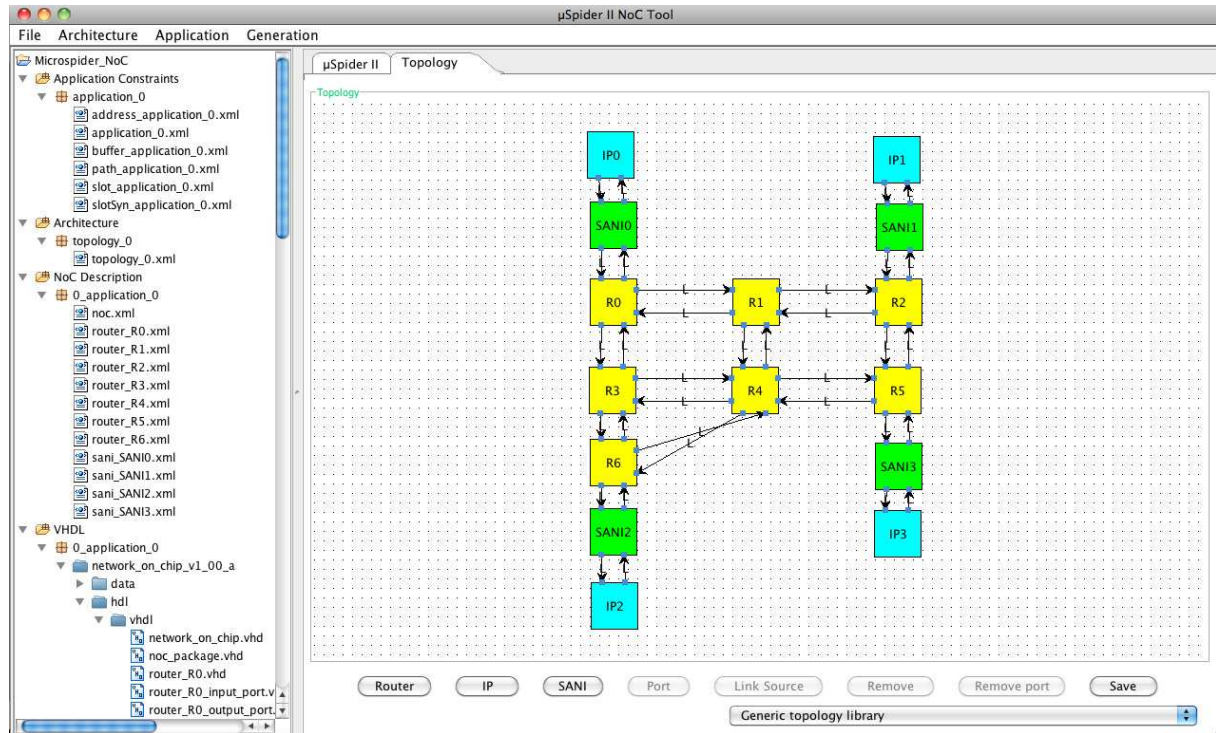 µSpider II NoC Tool
File Architecture Application Generation
Microspider_NoC
Application Constraints
application_0
address_application_0.xml
application_0.xml
buffer_application_0.xml
path_application_0.xml
slot_application_0.xml
slotSyn_application_0.xml
Architecture
topology_0
topology_0.xml
NoC Description
0_application_0
noc.xml
router_R0.xml
router_R1.xml
router_R2.xml
router_R3.xml
router_R4.xml
router_R5.xml
router_R6.xml
sani_SANI0.xml
sani_SANI1.xml
sani_SANI2.xml
sani_SANI3.xml
VHDL
0_application_0
network_on_chip_v1_00_a
data
hdl
vhdl
network_on_chip.vhd
noc_package.vhd
router_R0.vhd
router_R0_input_port.v
router_R0_output_port.
µSpider II Topology
Topology
IP0 IP1
SANI0 SANI1
L L
R0 R1 R2
L L
L L
R3 R4 R5
L L
L
L
R6 SANI3
SANI2 IP3
IP2
Router IP SANI Port Link Source Remove Remove port Save
Generic topology library